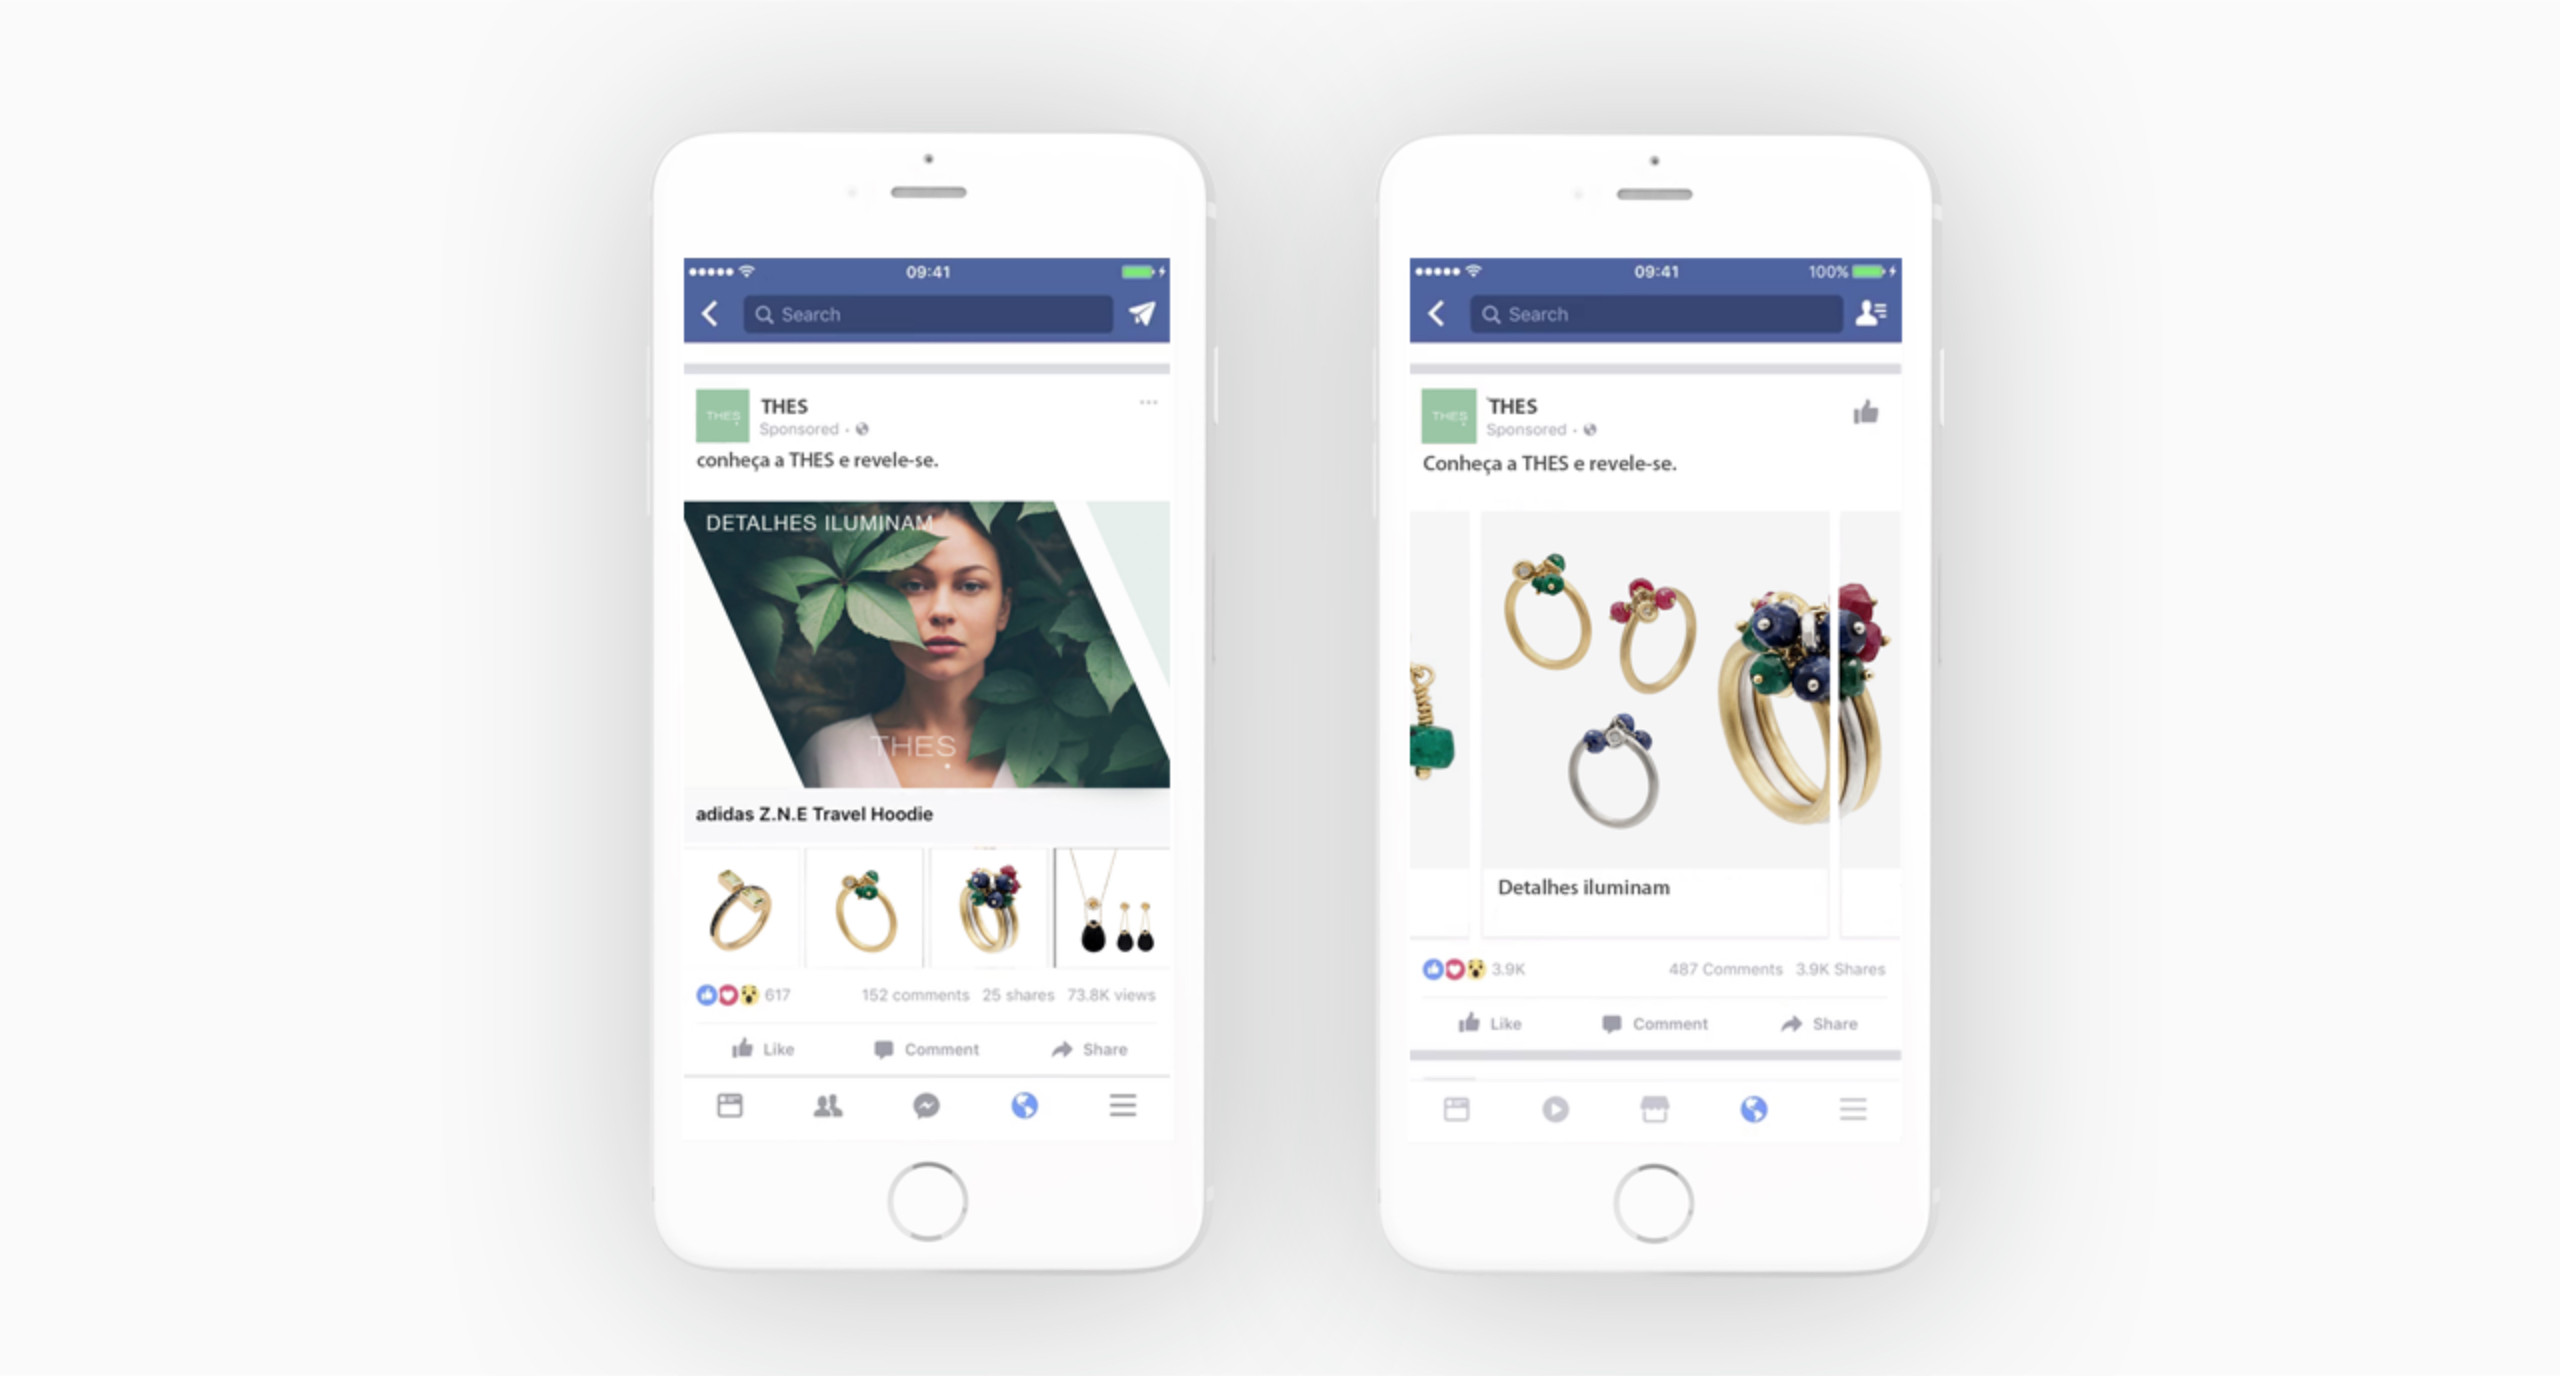 09:41
Search
THES
THES
Sponsored
conheça a THES e revele-se.
DETALHES ILUMINAM
THES
adidas Z.N.E Travel Hoodie
617 152 comments 25 shares 73.8K views
Like Comment Share
09:41 100%
Search
THES
THES
Sponsored
Conheça a THES e revele-se.
Detalhes iluminam
3.9K 487 Comments 3.9K Shares
Like Comment Share